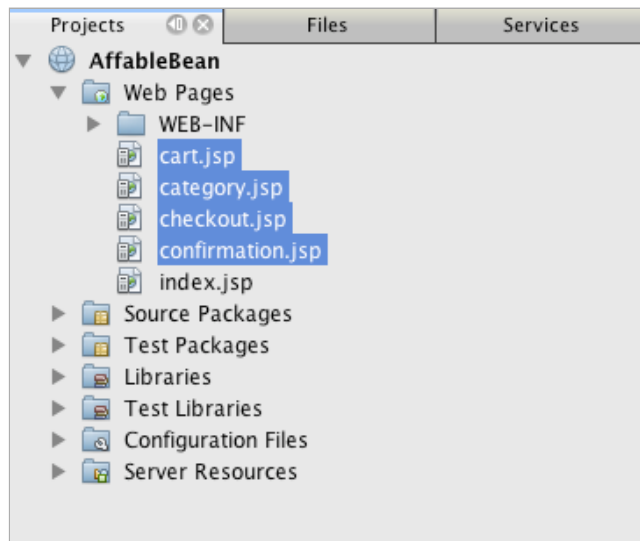 Projects Files Services
AffableBean
Web Pages
WEB-INF
cart.jsp
category.jsp
checkout.jsp
confirmation.jsp
index.jsp
Source Packages
Test Packages
Libraries
Test Libraries
Configuration Files
Server Resources